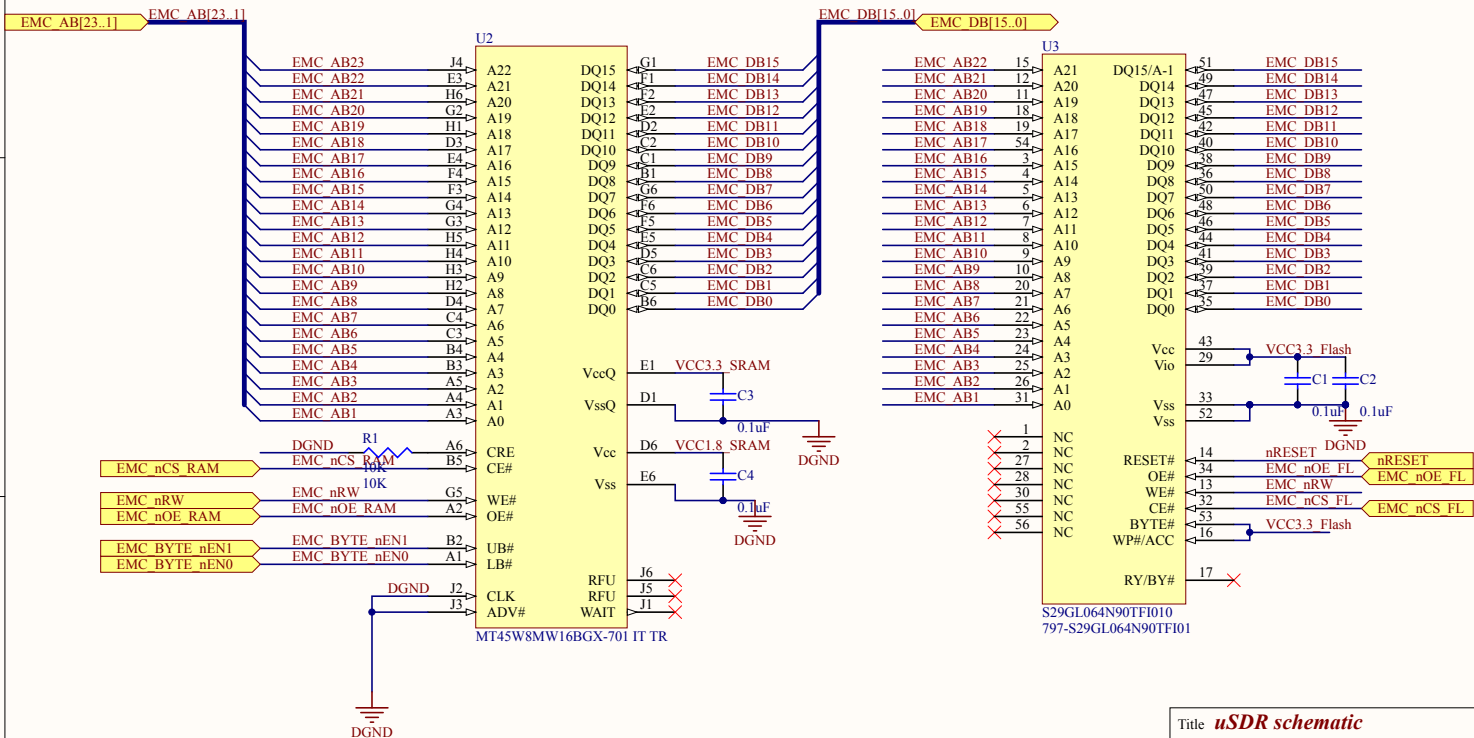 EMC_AB[23..1] EMC_AB[23..1] EMC_DB[15..0] EMC_DB[15..0]
U2
EMC_AB23 J4 A22 DQ15 G1 EMC_DB15
EMC_AB22 E3 A21 DQ14 F1 EMC_DB14
EMC_AB21 H6 A20 DQ13 F2 EMC_DB13
EMC_AB20 G2 A19 DQ12 E2 EMC_DB12
EMC_AB19 H1 A18 DQ11 D2 EMC_DB11
EMC_AB18 D3 A17 DQ10 C2 EMC_DB10
EMC_AB17 E4 A16 DQ9 C1 EMC_DB9
EMC_AB16 F4 A15 DQ8 B1 EMC_DB8
EMC_AB15 F3 A14 DQ7 G6 EMC_DB7
EMC_AB14 G4 A13 DQ6 F6 EMC_DB6
EMC_AB13 G3 A12 DQ5 F5 EMC_DB5
EMC_AB12 H5 A11 DQ4 E5 EMC_DB4
EMC_AB11 H4 A10 DQ3 D5 EMC_DB3
EMC_AB10 H3 A9 DQ2 C6 EMC_DB2
EMC_AB9 H2 A8 DQ1 C5 EMC_DB1
EMC_AB8 D4 A7 DQ0 B6 EMC_DB0
EMC_AB7 C4 A6
EMC_AB6 C3 A5
EMC_AB5 B4 A4
EMC_AB4 B3 A3 VccQ E1 VCC3.3_SRAM
EMC_AB3 A5 A2 C3
EMC_AB2 A4 A1 VssQ D1
EMC_AB1 A3 A0 0.1uF
DGND
DGND R1 A6 CRE Vcc D6 VCC1.8_SRAM
EMC_nCS_RAM EMC_nCS_RAM 10K B5 CE#
10K Vss E6 C4
EMC_nRW EMC_nRW G5 WE# 0.1uF
EMC_nOE_RAM EMC_nOE_RAM A2 OE#
DGND
EMC_BYTE_nEN1 EMC_BYTE_nEN1 B2 UB#
EMC_BYTE_nEN0 EMC_BYTE_nEN0 A1 LB#
RFU J6
DGND J2 CLK RFU J5
J3 ADV# WAIT J1
MT45W8MW16BGX-701 IT TR
DGND
U3
EMC_AB22 15 A21 DQ15/A-1 51 EMC_DB15
EMC_AB21 12 A20 DQ14 49 EMC_DB14
EMC_AB20 11 A19 DQ13 47 EMC_DB13
EMC_AB19 18 A18 DQ12 45 EMC_DB12
EMC_AB18 19 A17 DQ11 42 EMC_DB11
EMC_AB17 54 A16 DQ10 40 EMC_DB10
EMC_AB16 3 A15 DQ9 38 EMC_DB9
EMC_AB15 4 A14 DQ8 36 EMC_DB8
EMC_AB14 5 A13 DQ7 50 EMC_DB7
EMC_AB13 6 A12 DQ6 48 EMC_DB6
EMC_AB12 7 A11 DQ5 46 EMC_DB5
EMC_AB11 8 A10 DQ4 44 EMC_DB4
EMC_AB10 9 A9 DQ3 41 EMC_DB3
EMC_AB9 10 A8 DQ2 39 EMC_DB2
EMC_AB8 20 A7 DQ1 37 EMC_DB1
EMC_AB7 21 A6 DQ0 35 EMC_DB0
EMC_AB6 22 A5
EMC_AB5 23 A4 Vcc 43 VCC3.3_Flash
EMC_AB4 24 A3 Vio 29
EMC_AB3 25 A2 C1 C2
EMC_AB2 26 A1
EMC_AB1 31 A0 Vss 33 0.1uF 0.1uF
Vss 52
1 NC DGND
2 NC
27 NC RESET# 14 nRESET nRESET
28 NC OE# 34 EMC_nOE_FL EMC_nOE_FL
30 NC WE# 13 EMC_nRW
55 NC CE# 32 EMC_nCS_FL EMC_nCS_FL
56 NC BYTE# 53 VCC3.3_Flash
WP#/ACC 16
RY/BY# 17
S29GL064N90TFI010
797-S29GL064N90TFI01
Title uSDR schematic